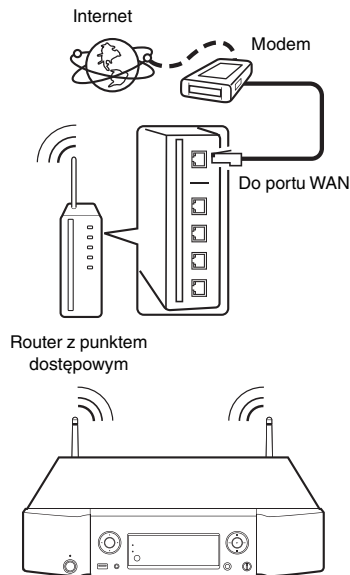 Internet
Modem
Do portu WAN
Router z punktem
dostępowym